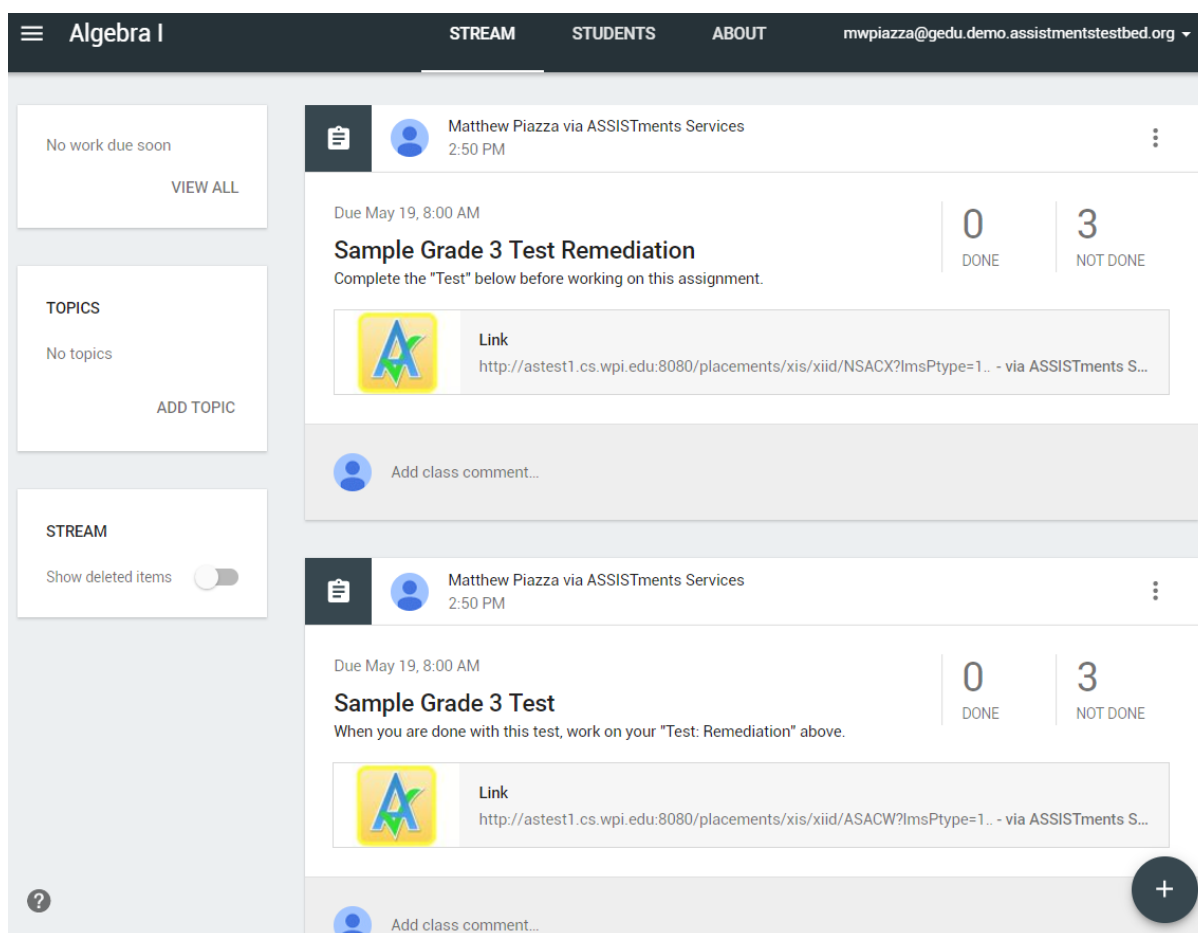 Algebra I
STREAM
STUDENTS
ABOUT
mwpiazza@gedu.demo.assistmentstestbed.org
No work due soon
VIEW ALL
TOPICS
No topics
ADD TOPIC
STREAM
Show deleted items
Matthew Piazza via ASSISTments Services
2:50 PM
Due May 19, 8:00 AM
Sample Grade 3 Test Remediation
Complete the "Test" below before working on this assignment.
0
DONE
3
NOT DONE
Link
http://astest1.cs.wpi.edu:8080/placements/xis/xiid/NSACX?lmsPtype=1.. - via ASSISTments S...
Add class comment...
Matthew Piazza via ASSISTments Services
2:50 PM
Due May 19, 8:00 AM
Sample Grade 3 Test
When you are done with this test, work on your "Test: Remediation" above.
0
DONE
3
NOT DONE
Link
http://astest1.cs.wpi.edu:8080/placements/xis/xiid/ASACW?lmsPtype=1.. - via ASSISTments S...
Add class comment...